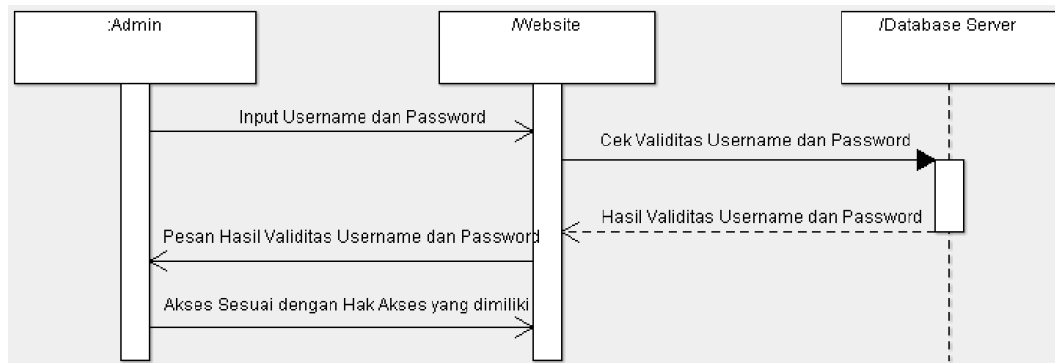 :Admin
/Website
/Database Server
Input Username dan Password
Cek Validitas Username dan Password
Hasil Validitas Username dan Password
Pesan Hasil Validitas Username dan Password
Akses Sesuai dengan Hak Akses yang dimiliki